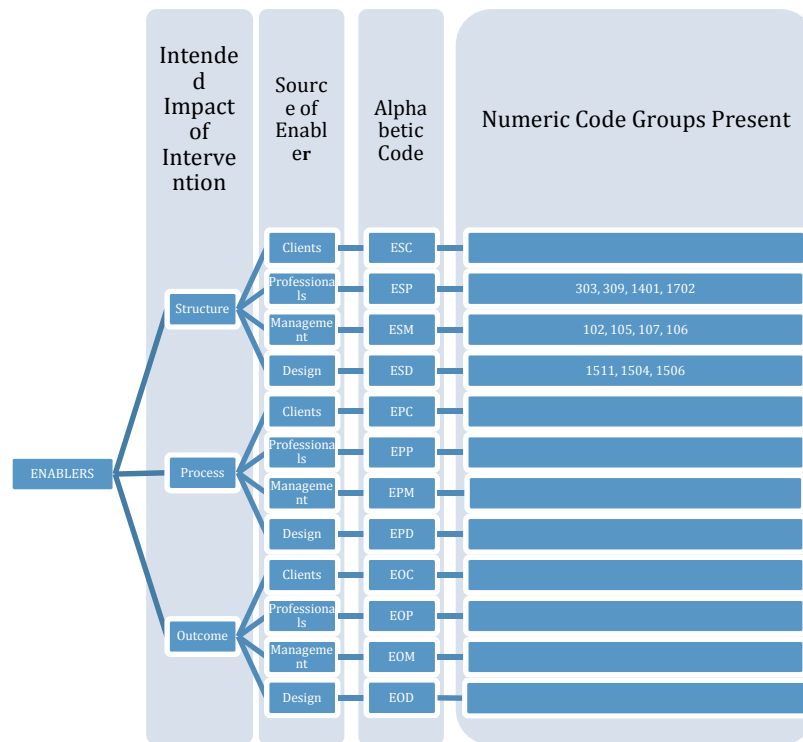 Intende
d
Impact
of
Interve
ntion
Sourc
e of
Enabl
er
Alpha
betic
Code
Numeric Code Groups Present
ENABLERS
Structure
Clients
ESC
Professiona
ls
ESP
303, 309, 1401, 1702
Manageme
nt
ESM
102, 105, 107, 106
Design
ESD
1511, 1504, 1506
Process
Clients
EPC
Professiona
ls
EPP
Manageme
nt
EPM
Design
EPD
Outcome
Clients
EOC
Professiona
ls
EOP
Manageme
nt
EOM
Design
EOD